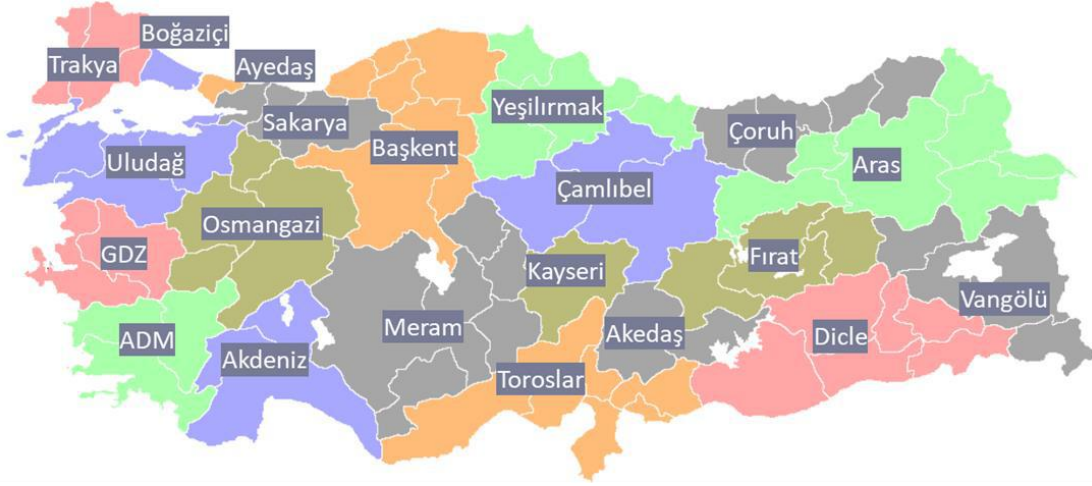 Boğaziçi
Trakya
Ayedaş
Yeşilırmak
Sakarya
Çoruh
Başkent
Uludağ
Aras
Çamlıbel
Osmangazi
GDZ
Fırat
Kayseri
Vangölü
Meram
Akedaş
Dicle
ADM
Akdeniz
Toroslar